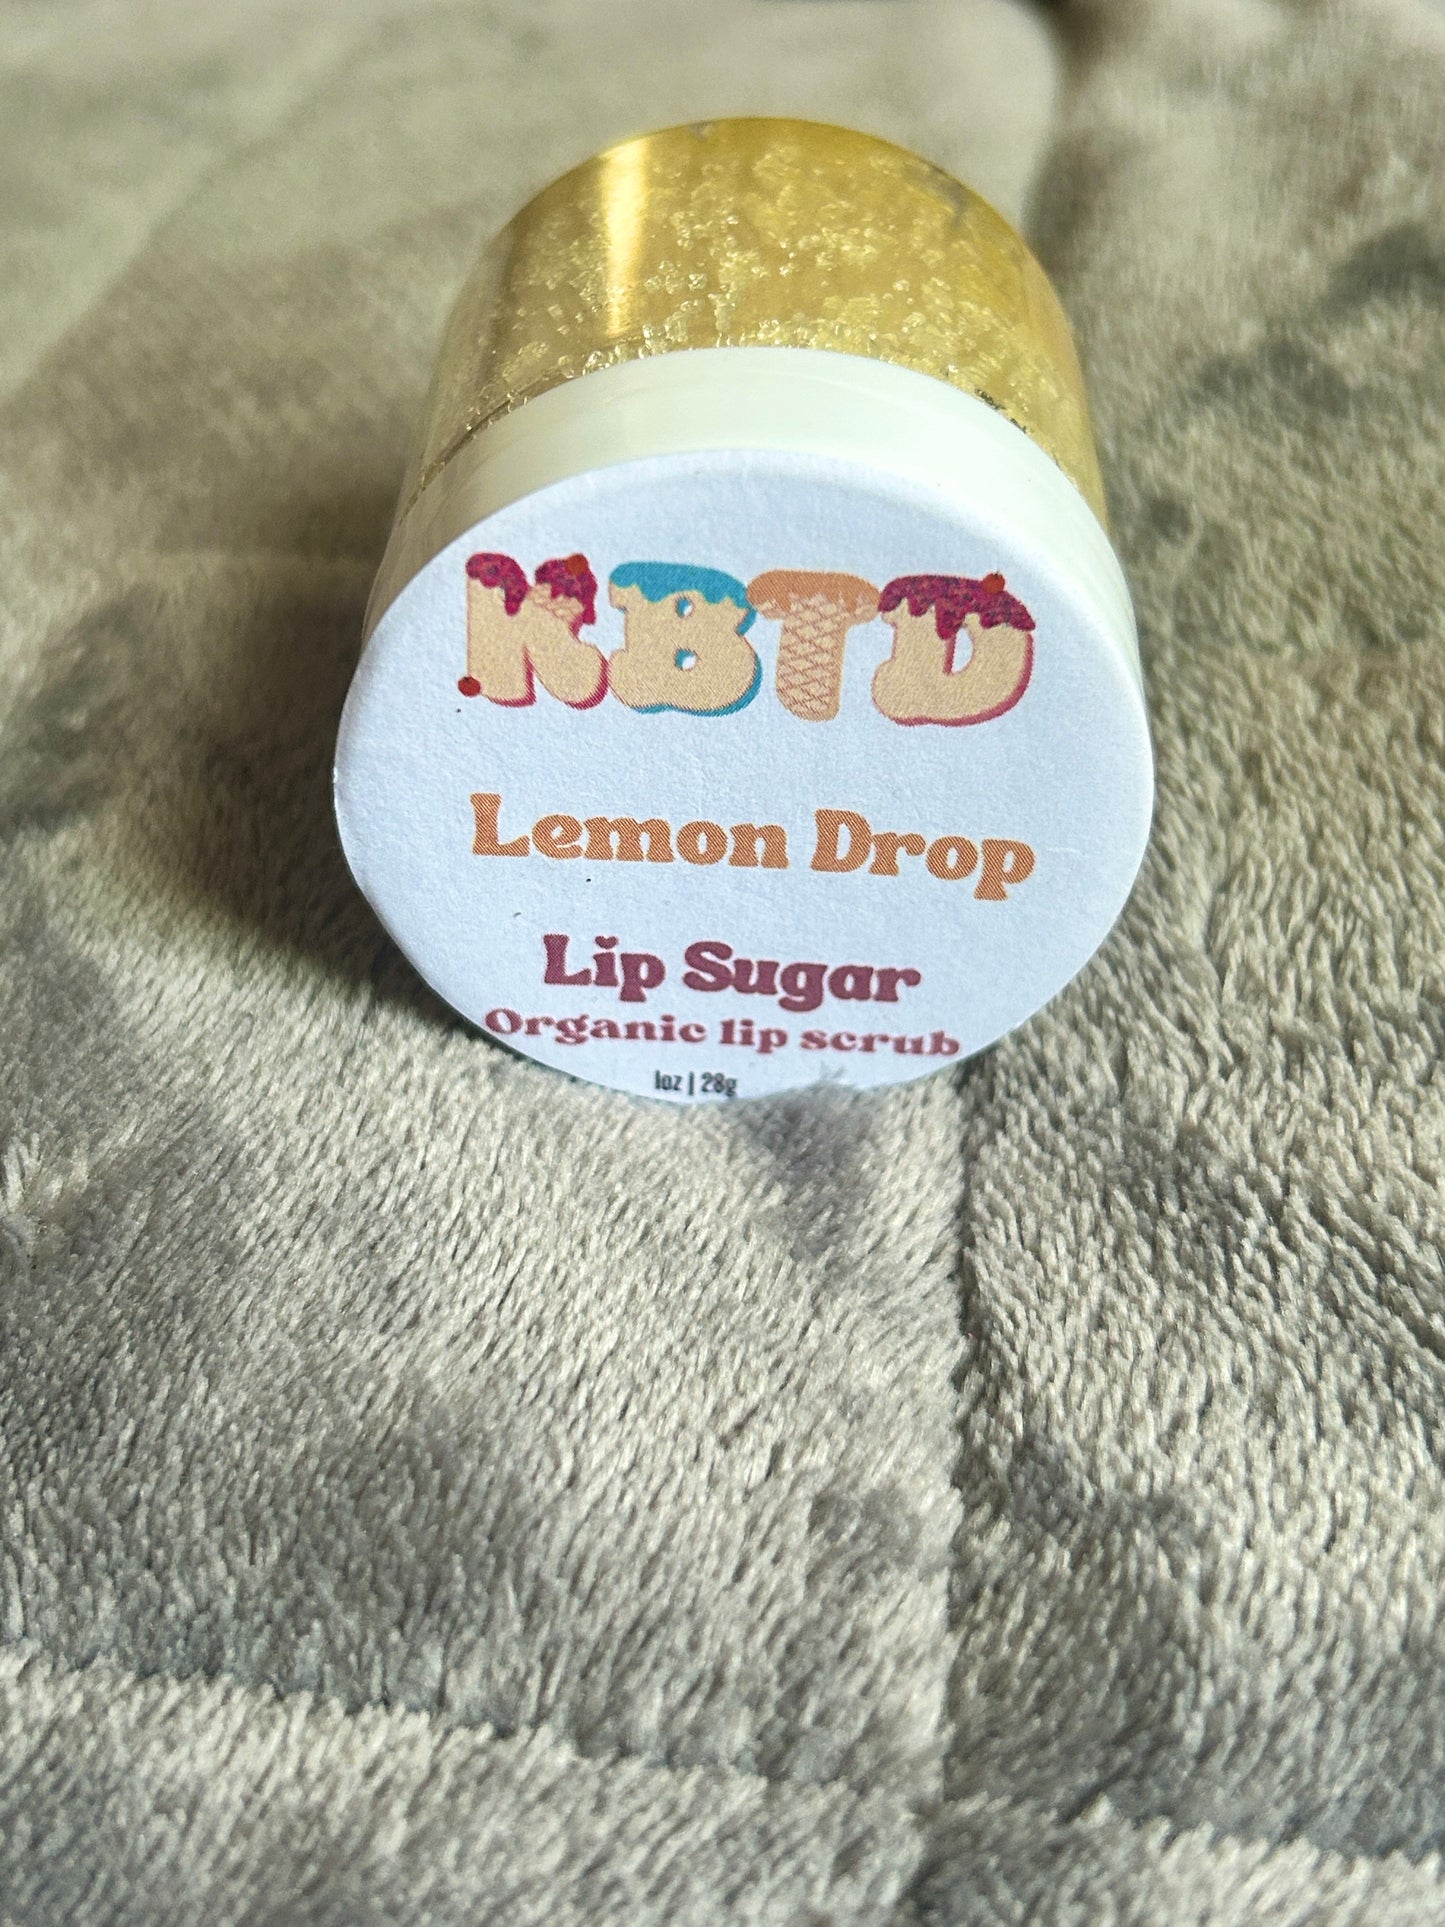 KBTD
Lemon Drop
Lip Sugar
Organic lip scrub
1oz | 28g